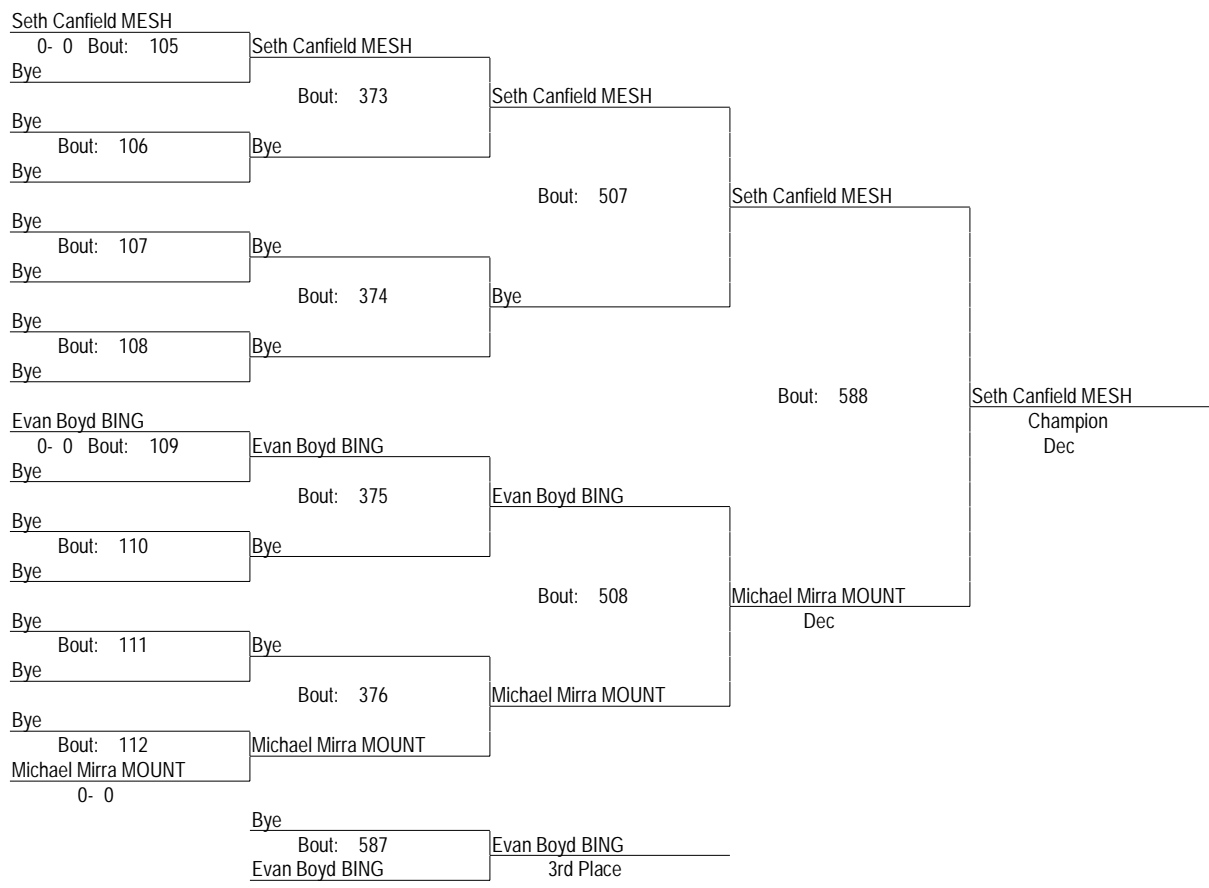 Seth Canfield MESH
0- 0 Bout: 105 Seth Canfield MESH
Bye
Bout: 373 Seth Canfield MESH
Bye
Bout: 106 Bye
Bye
Bout: 507 Seth Canfield MESH
Bye
Bout: 107 Bye
Bye
Bout: 374 Bye
Bye
Bout: 108 Bye
Bye
Bout: 588 Seth Canfield MESH
Champion
Dec
Evan Boyd BING
0- 0 Bout: 109 Evan Boyd BING
Bye
Bout: 375 Evan Boyd BING
Bye
Bout: 110 Bye
Bye
Bout: 508 Michael Mirra MOUNT
Dec
Bye
Bout: 111 Bye
Bye
Bout: 376 Michael Mirra MOUNT
Bye
Bout: 112 Michael Mirra MOUNT
Michael Mirra MOUNT
0- 0
Bye
Bout: 587 Evan Boyd BING
Evan Boyd BING 3rd Place